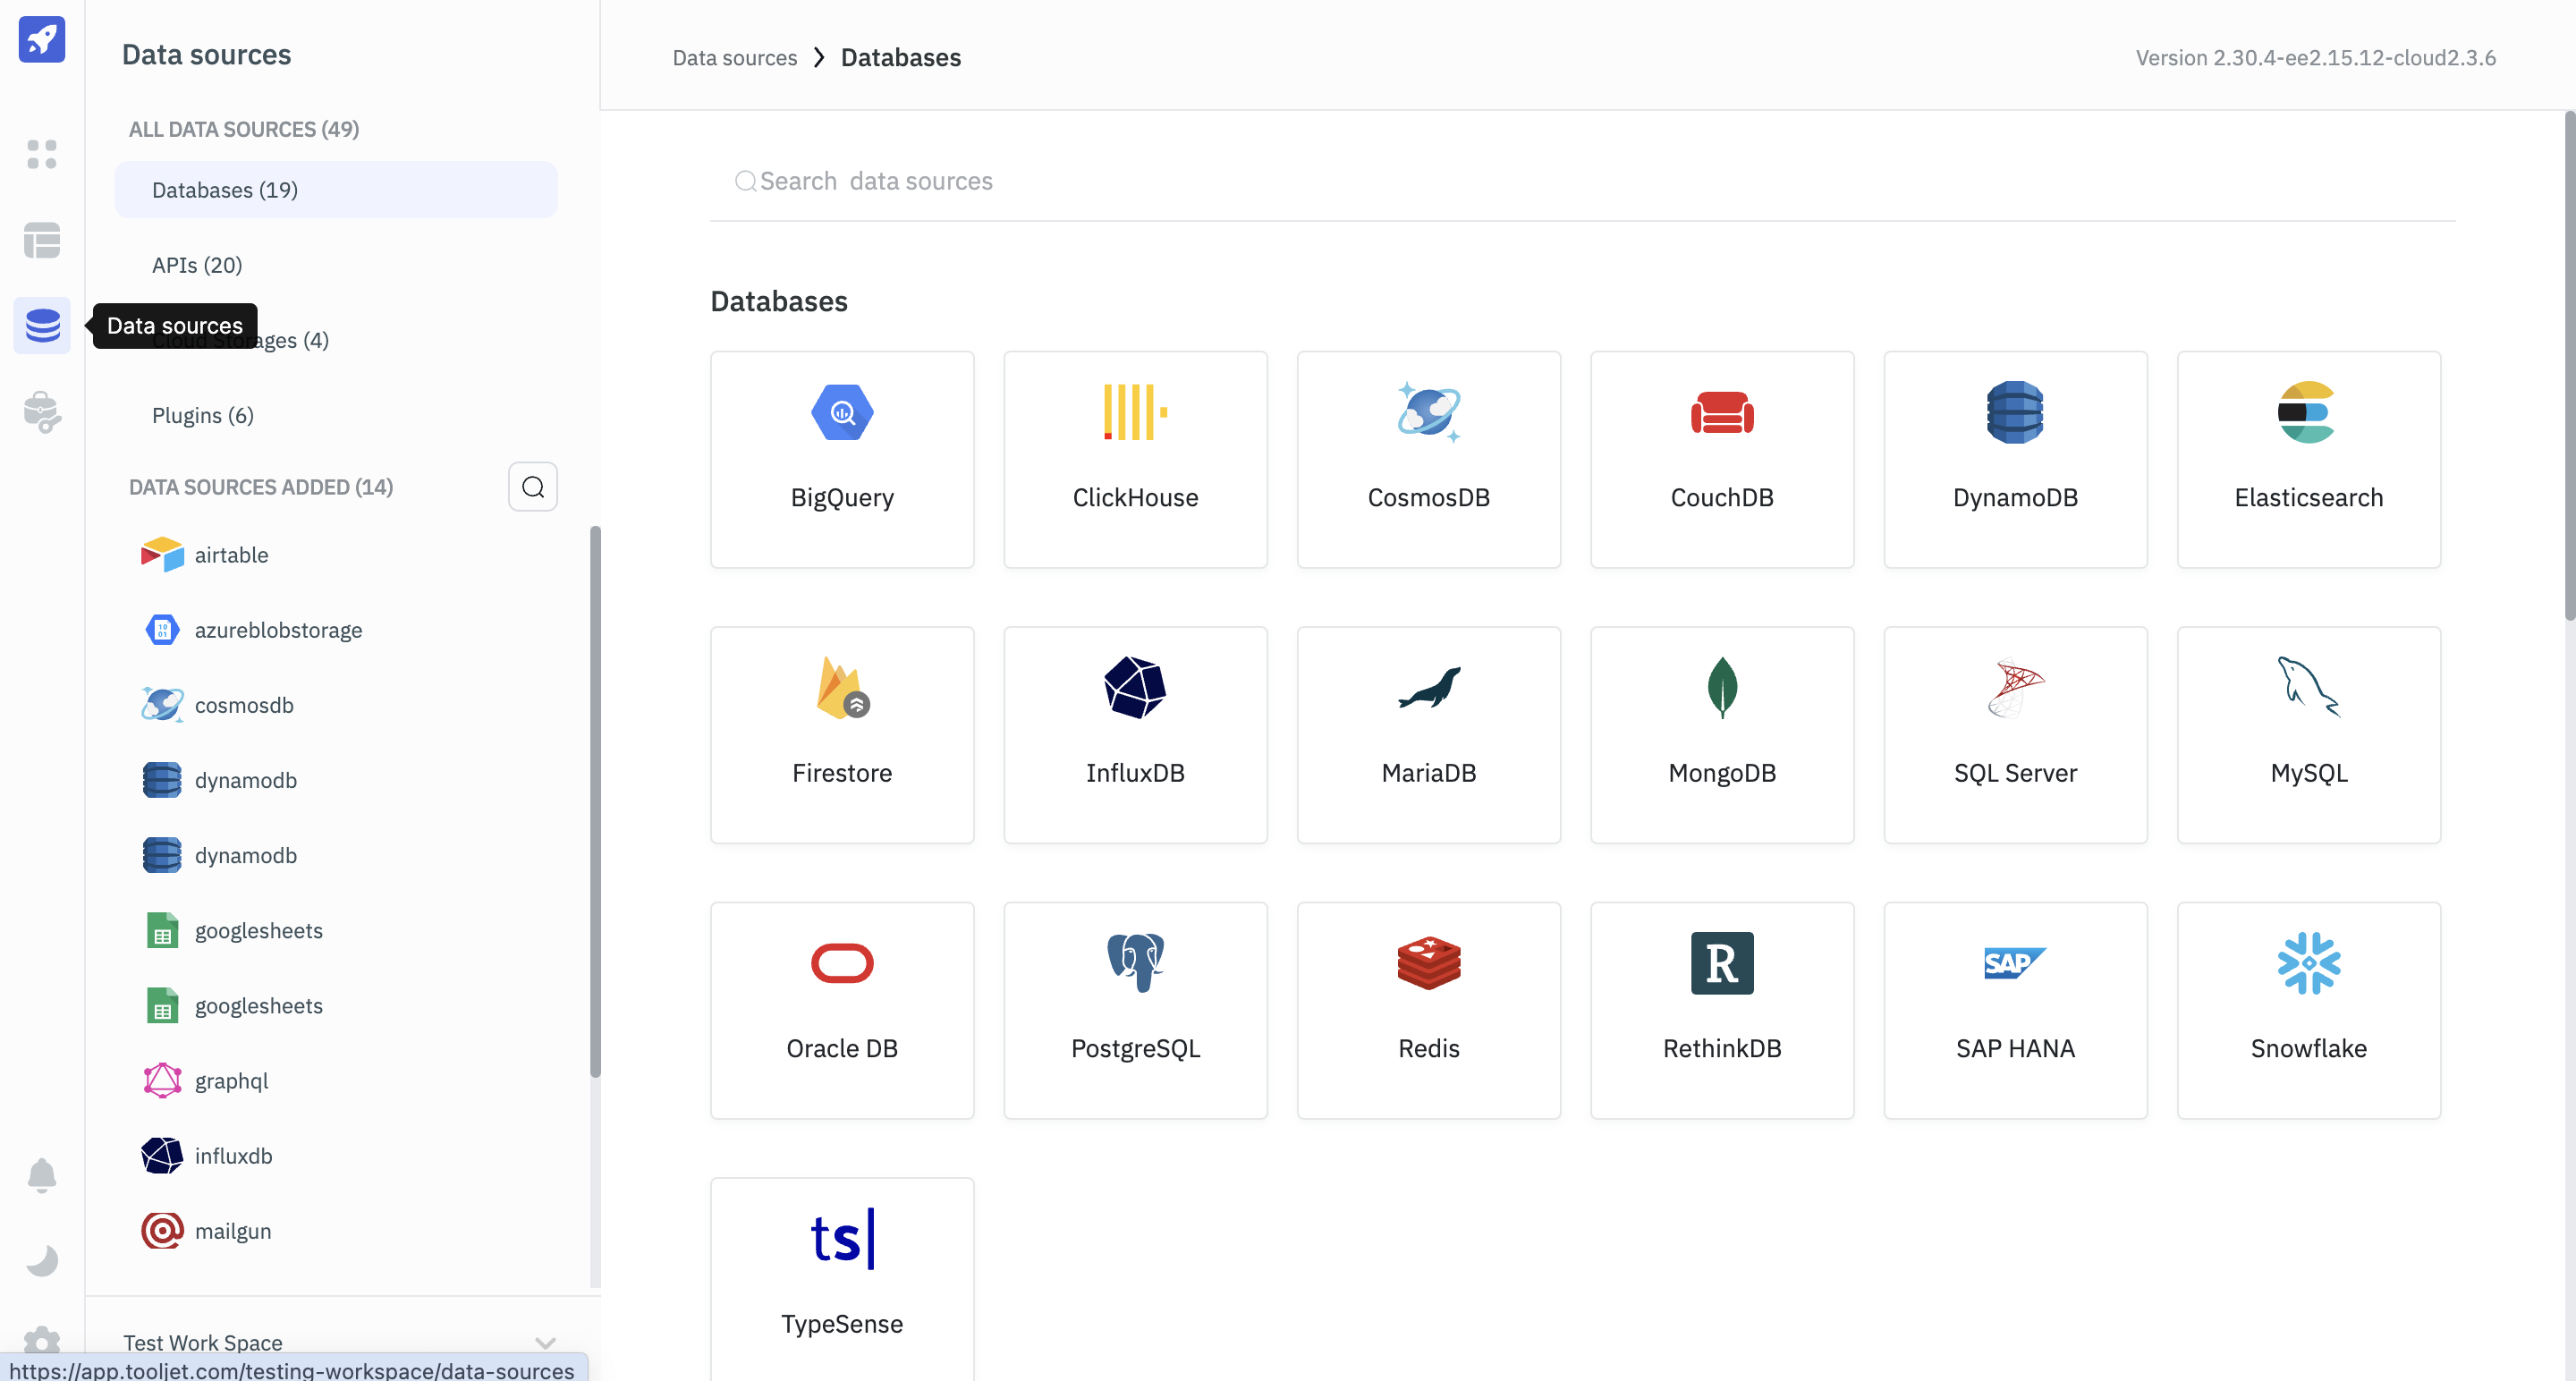 Data sources
ALL DATA SOURCES (49)
Databases (19)
APIs (20)
Data sources
Cloud Storages (4)
Plugins (6)
DATA SOURCES ADDED (14)
airtable
azureblobstorage
cosmosdb
dynamodb
dynamodb
googlesheets
googlesheets
graphql
influxdb
mailgun
Test Work Space
https://app.tooljet.com/testing-workspace/data-sources
Data sources > Databases
Version 2.30.4-ee2.15.12-cloud2.3.6
Search data sources
Databases
BigQuery
ClickHouse
CosmosDB
CouchDB
DynamoDB
Elasticsearch
Firestore
InfluxDB
MariaDB
MongoDB
SQL Server
MySQL
Oracle DB
PostgreSQL
Redis
R
RethinkDB
SAP
SAP HANA
Snowflake
ts|
TypeSense